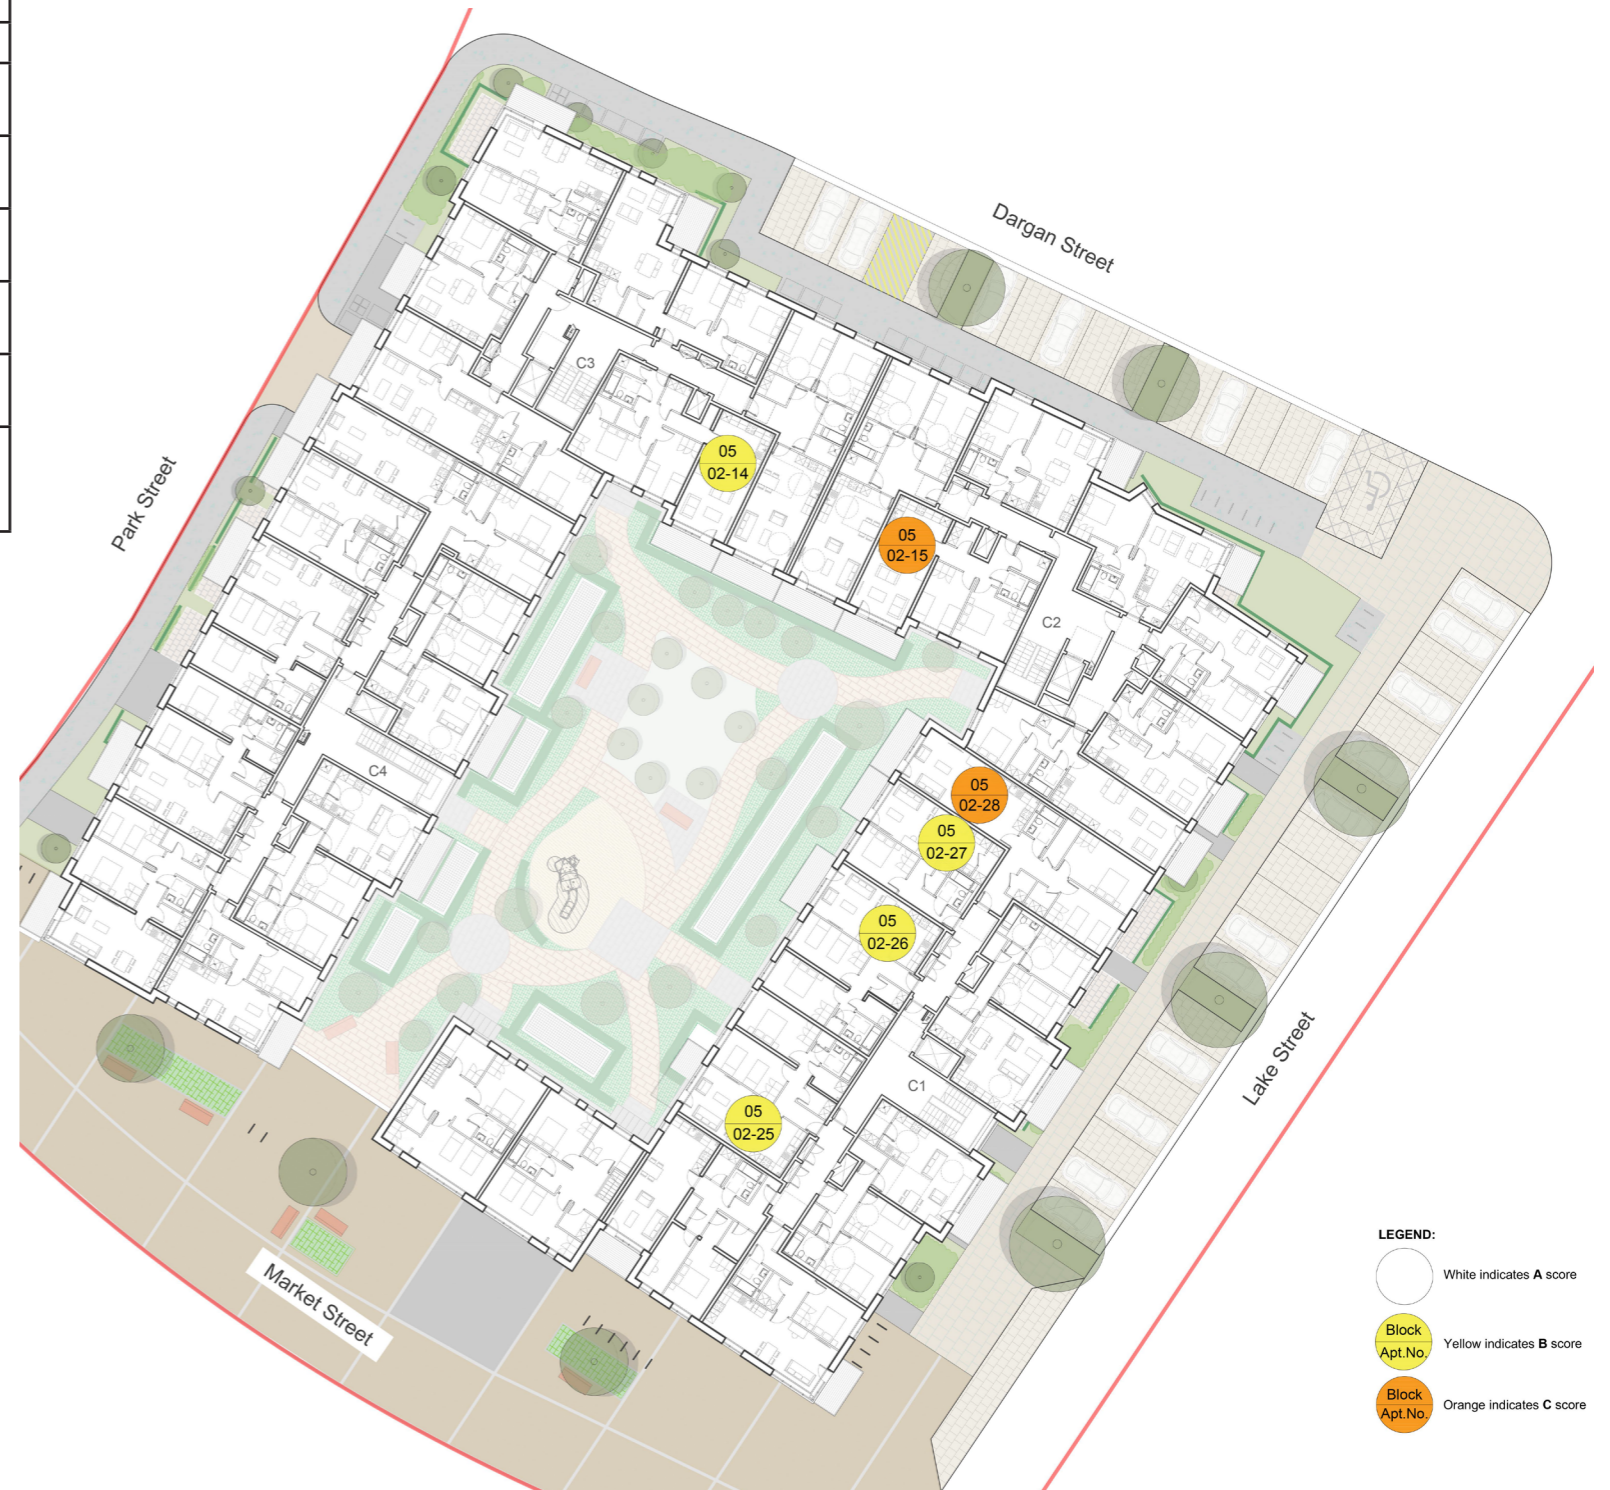 Dargan Street
Park Street
C3
05
02-14
05
02-15
C2
C4
05
02-28
05
02-27
05
02-26
Lake Street
C1
05
02-25
Market Street
LEGEND:
White indicates A score
Block
Apt.No.
Yellow indicates B score
Block
Apt.No.
Orange indicates C score